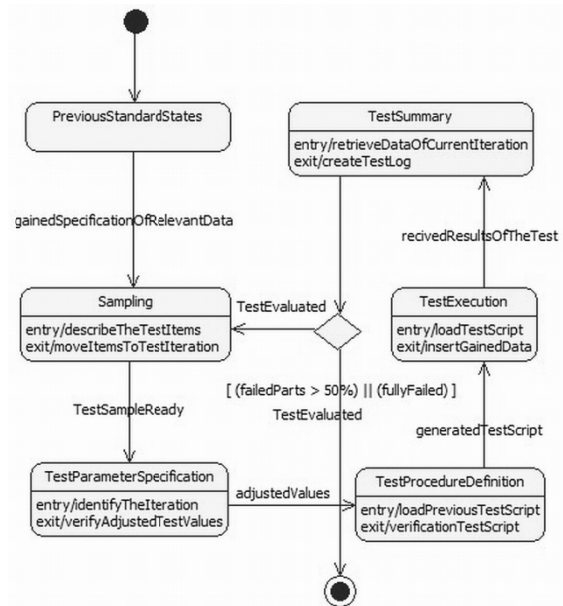 PreviousStandardStates
TestSummary
entry/retrieveDataOfCurrentIteration
exit/createTestLog
gainedSpecificationOfRelevantData
recivedResultsOfTheTest
Sampling
entry/describeTheTestItems
exit/moveItemsToTestIteration
TestEvaluated
TestExecution
entry/loadTestScript
exit/insertGainedData
[ (failedParts > 50%) || (fullyFailed) ]
TestEvaluated
TestSampleReady
generatedTestScript
TestParameterSpecification
entry/identifyTheIteration
exit/verifyAdjustedTestValues
adjustedValues
TestProcedureDefinition
entry/loadPreviousTestScript
exit/verificationTestScript